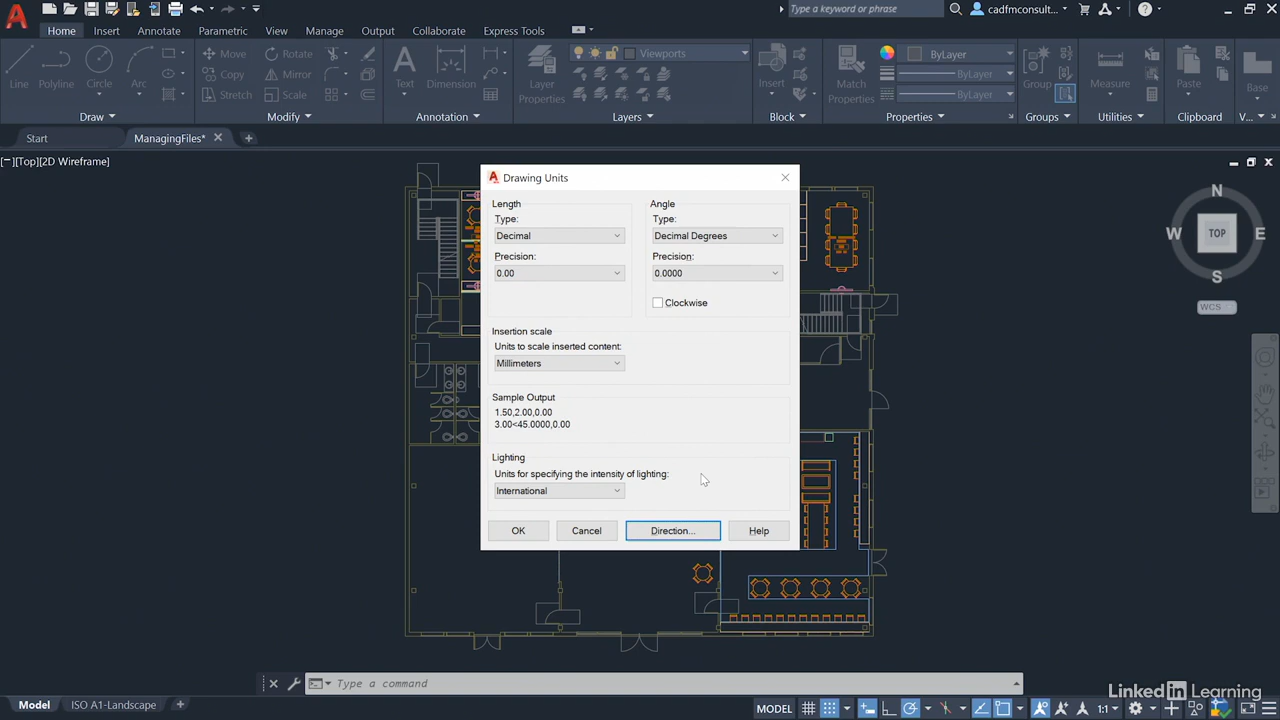 Type a keyword or phrase
cadfmconsult...
Home Insert Annotate Parametric View Manage Output Collaborate Express Tools
Line Polyline Circle Arc
Draw
Move Rotate
Copy Mirror
Stretch Scale
Modify
Text Dimension
Annotation
Layer Properties
Viewports
Layers
Insert
Block
Match Properties
ByLayer
ByLayer
ByLayer
Properties
Group
Groups
Measure
Utilities
Paste
Clipboard
Base
V...
Start ManagingFiles*
[−][Top][2D Wireframe]
N
W TOP E
S
WCS
Drawing Units
Length
Type:
Decimal
Precision:
0.00
Angle
Type:
Decimal Degrees
Precision:
0.0000
Clockwise
Insertion scale
Units to scale inserted content:
Millimeters
Sample Output
1.50,2.00,0.00
3.00<45.0000,0.00
Lighting
Units for specifying the intensity of lighting:
International
OK Cancel Direction... Help
Type a command
LinkedIn Learning
Model ISO A1-Landscape
MODEL 1:1